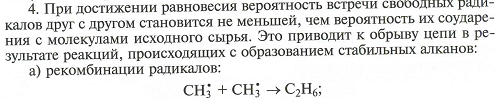 4. При достижении равновесия вероятность встречи свободных ради-
калов друг с другом становится не меньшей, чем вероятность их соударе-
ния с молекулами исходного сырья. Это приводит к обрыву цепи в ре-
зультате реакций, происходящих с образованием стабильных алканов:
а) рекомбинации радикалов:
CH₃• + CH₃• → C₂H₆;